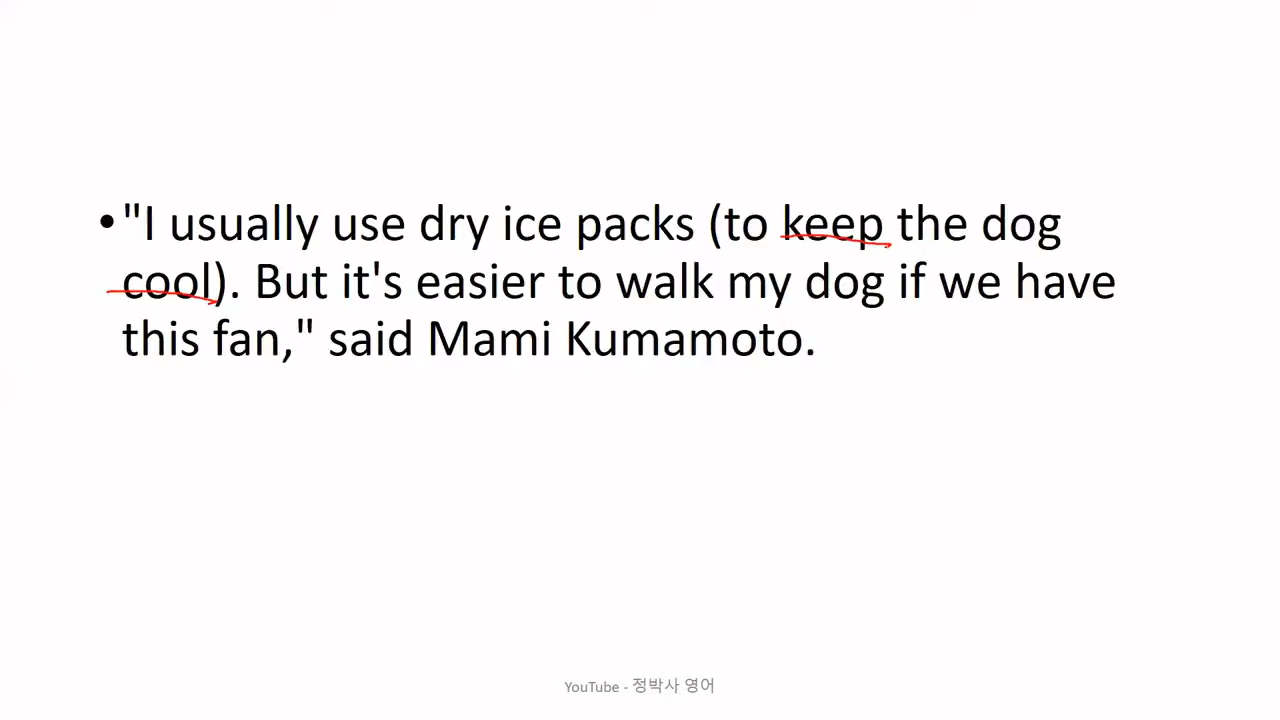 •"I usually use dry ice packs (to keep the dog
cool). But it's easier to walk my dog if we have
this fan," said Mami Kumamoto.
YouTube - 정박사 영어